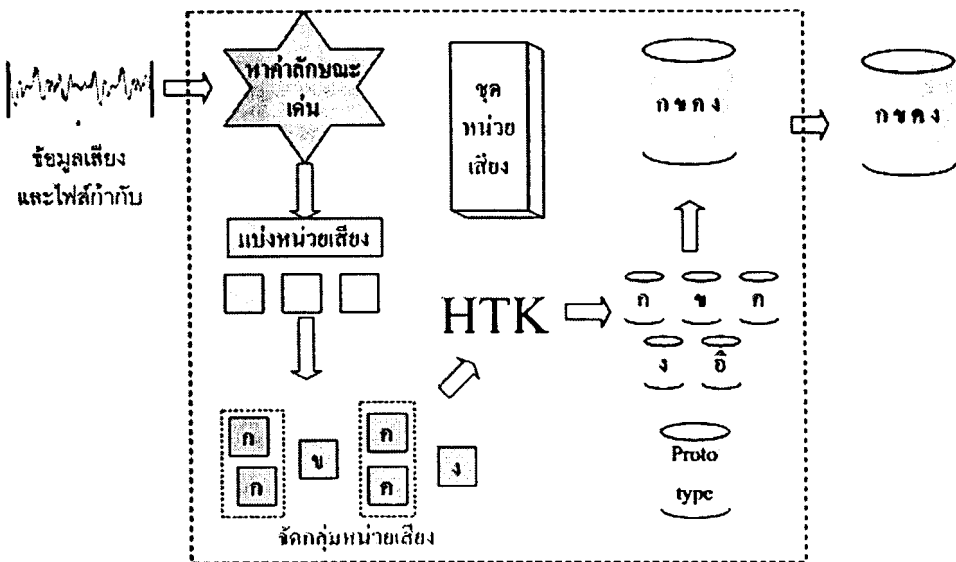 หาค่าลักษณะ
เด่น
ข้อมูลเสียง
และไฟล์กำกับ
แบ่งหน่วยเสียง
ชุด
หน่วย
เสียง
ก ข ค ง
ก ข ค ง
HTK
ก
ข
ค
ง
อิ
ก
ก
ข
ค
ค
ง
จัดกลุ่มหน่วยเสียง
Proto
type